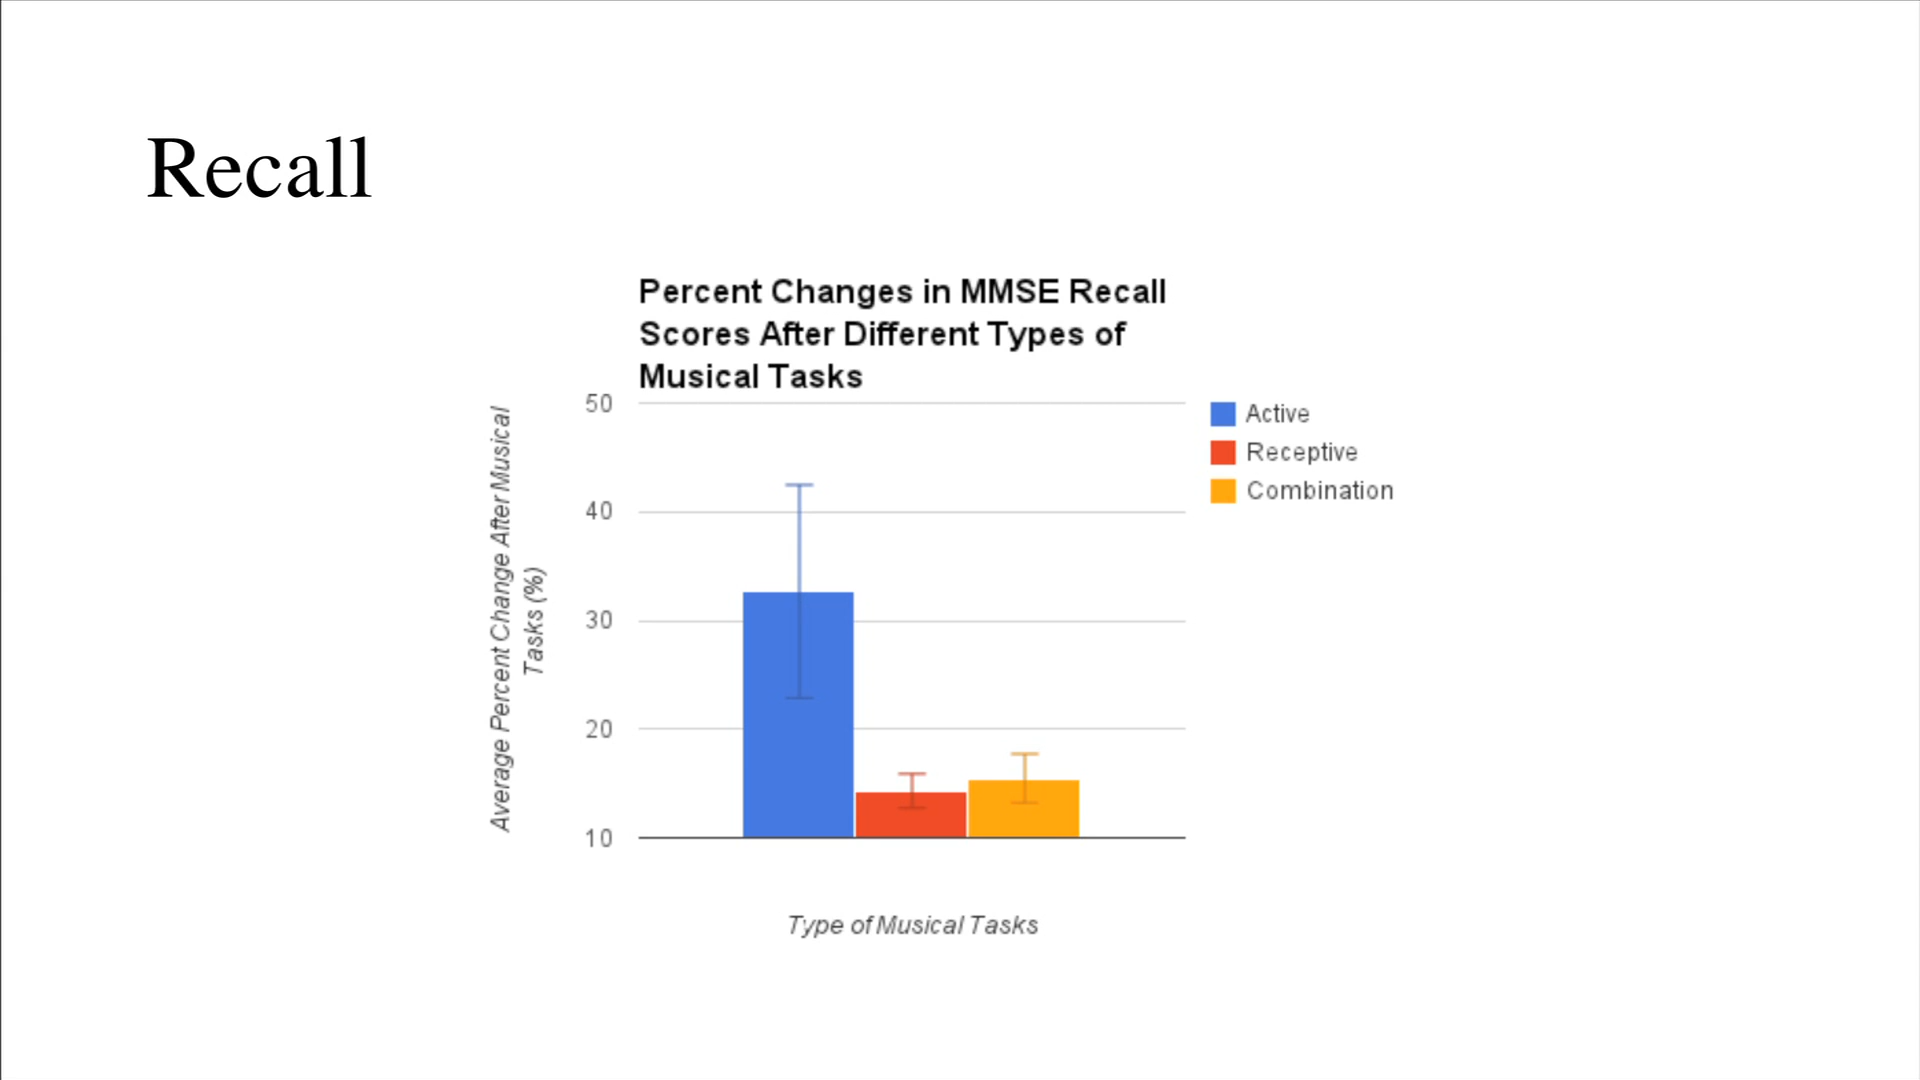 Recall
Percent Changes in MMSE Recall
Scores After Different Types of
Musical Tasks
Average Percent Change After Musical
Tasks (%)
50
40
30
20
10
Active
Receptive
Combination
Type of Musical Tasks